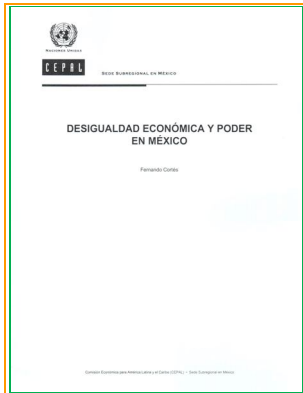 NACIONES UNIDAS
CEPAL
SEDE SUBREGIONAL EN MÉXICO
DESIGUALDAD ECONÓMICA Y PODER
EN MÉXICO
Fernando Cortés
Comisión Económica para América Latina y el Caribe (CEPAL) – Sede Subregional en México